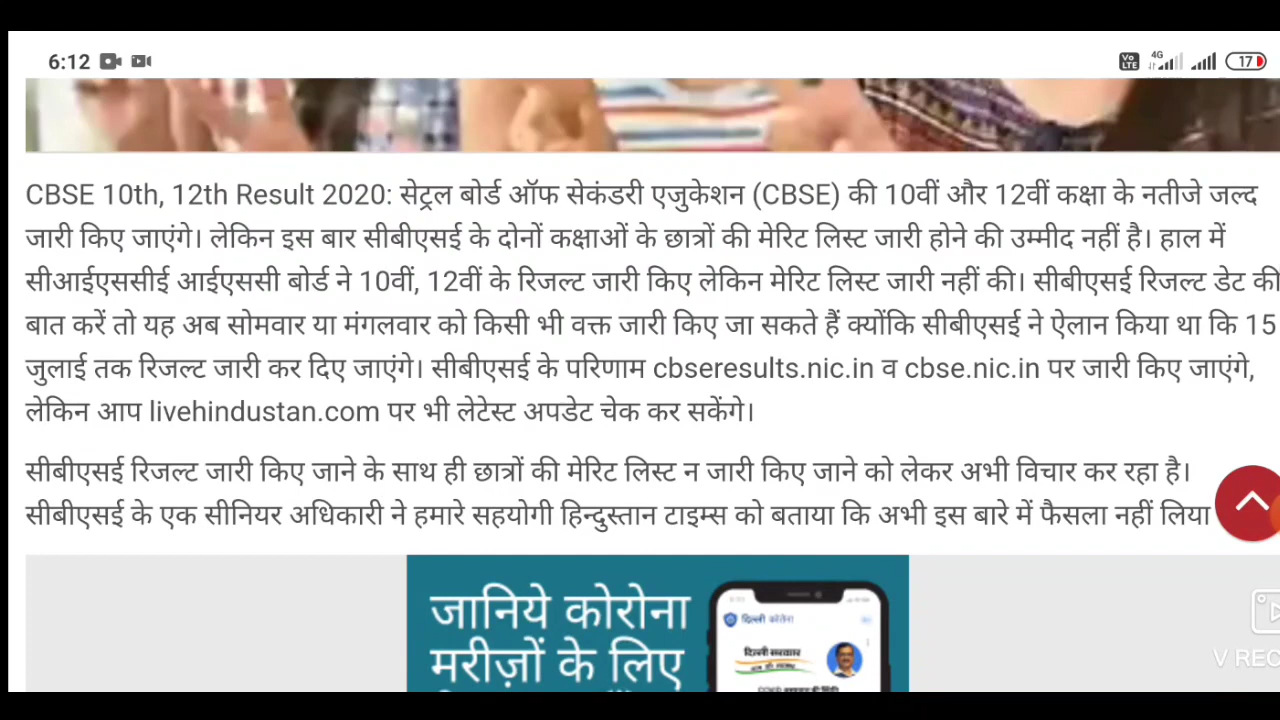 6:12
Vo LTE 4G 17
CBSE 10th, 12th Result 2020: सेंट्रल बोर्ड ऑफ सेकंडरी एजुकेशन (CBSE) की 10वीं और 12वीं कक्षा के नतीजे जल्द
जारी किए जाएंगे। लेकिन इस बार सीबीएसई के दोनों कक्षाओं के छात्रों की मेरिट लिस्ट जारी होने की उम्मीद नहीं है। हाल में
सीआईएससीई आईएससी बोर्ड ने 10वीं, 12वीं के रिजल्ट जारी किए लेकिन मेरिट लिस्ट जारी नहीं की। सीबीएसई रिजल्ट डेट की
बात करें तो यह अब सोमवार या मंगलवार को किसी भी वक्त जारी किए जा सकते हैं क्योंकि सीबीएसई ने ऐलान किया था कि 15
जुलाई तक रिजल्ट जारी कर दिए जाएंगे। सीबीएसई के परिणाम cbseresults.nic.in व cbse.nic.in पर जारी किए जाएंगे,
लेकिन आप livehindustan.com पर भी लेटेस्ट अपडेट चेक कर सकेंगे।
सीबीएसई रिजल्ट जारी किए जाने के साथ ही छात्रों की मेरिट लिस्ट न जारी किए जाने को लेकर अभी विचार कर रहा है।
सीबीएसई के एक सीनियर अधिकारी ने हमारे सहयोगी हिन्दुस्तान टाइम्स को बताया कि अभी इस बारे में फैसला नहीं लिया
जानिये कोरोना
मरीज़ों के लिए
दिल्ली कोरोना
दिल्ली सरकार
V REC